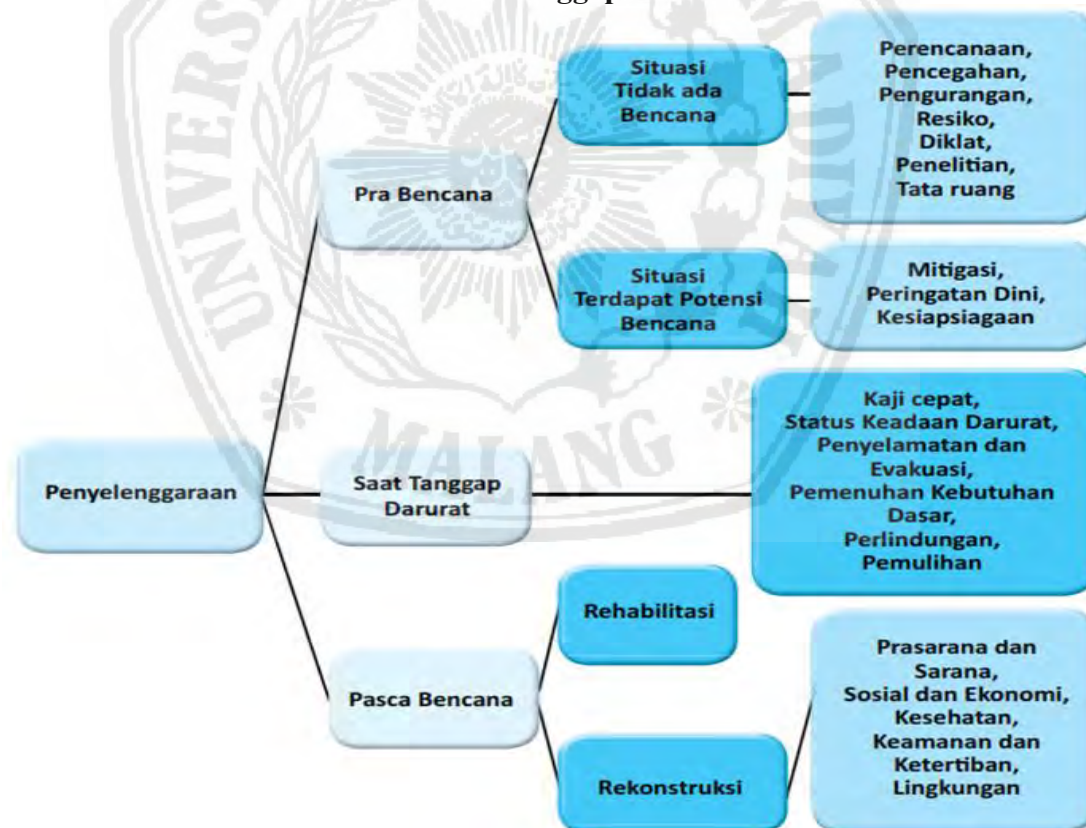 Situasi
Tidak ada
Bencana
Perencanaan,
Pencegahan,
Pengurangan,
Resiko,
Diklat,
Penelitian,
Tata ruang
Pra Bencana
Situasi
Terdapat Potensi
Bencana
Mitigasi,
Peringatan Dini,
Kesiapsiagaan
Penyelenggaraan
Saat Tanggap
Darurat
Kaji cepat,
Status Keadaan Darurat,
Penyelamatan dan
Evakuasi,
Pemenuhan Kebutuhan
Dasar,
Perlindungan,
Pemulihan
Pasca Bencana
Rehabilitasi
Rekonstruksi
Prasarana dan
Sarana,
Sosial dan Ekonomi,
Kesehatan,
Keamanan dan
Ketertiban,
Lingkungan
MALANG